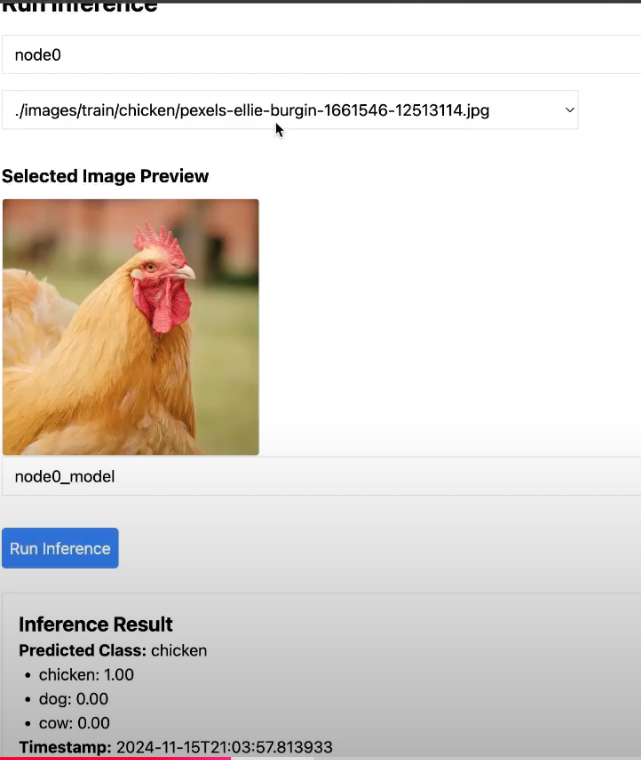 Run Inference
node0
./images/train/chicken/pexels-ellie-burgin-1661546-12513114.jpg
Selected Image Preview
node0_model
Run Inference
Inference Result
Predicted Class: chicken
• chicken: 1.00
• dog: 0.00
• cow: 0.00
Timestamp: 2024-11-15T21:03:57.813933